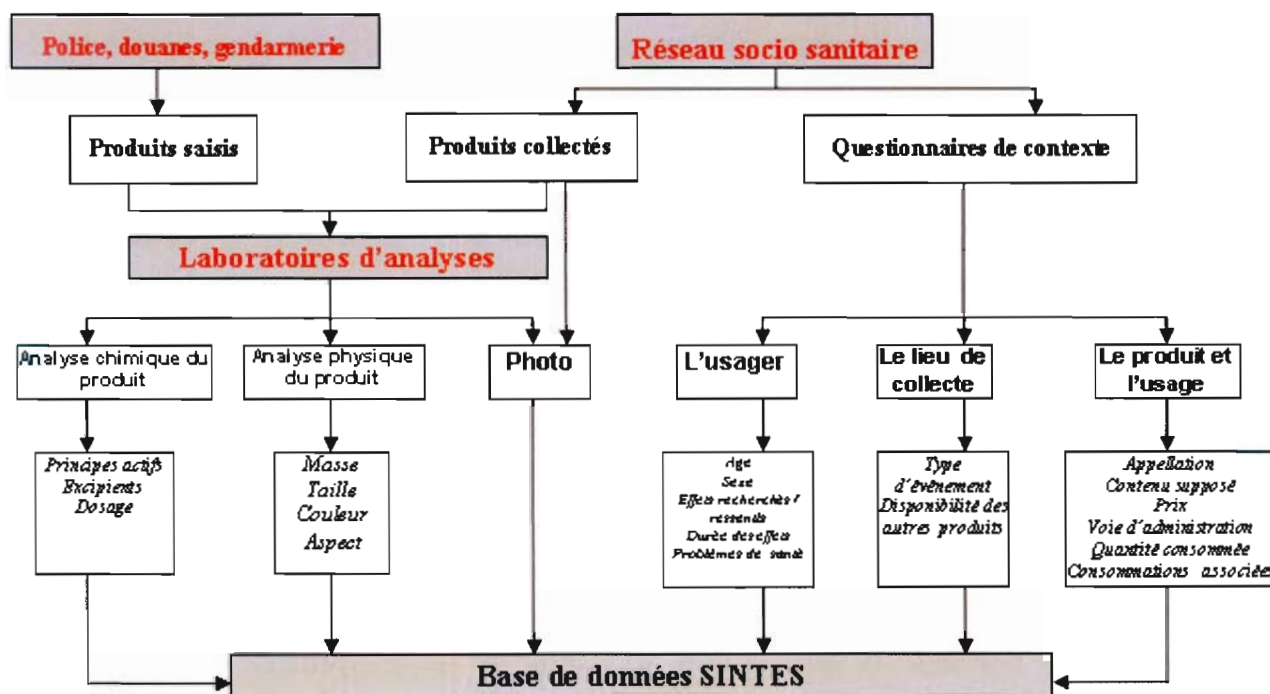 Police, douanes, gendarmerie
Réseau socio sanitaire
Produits saisis
Produits collectés
Questionnaires de contexte
Laboratoires d'analyses
Analyse chimique du
produit
Analyse physique
du produit
Photo
L'usager
Le lieu de
collecte
Le produit et
l'usage
Principes actifs
Excipients
Dosage
Masse
Taille
Couleur
Aspect
Age
Sexe
Effets recherchés /
ressentis
Durée des effets
Problèmes de santé
Type
d'évènement
Disponibilité des
autres produits
Appellation
Contenu supposé
Prix
Voie d'administration
Quantité consommée
Consommations associées
Base de données SINTES